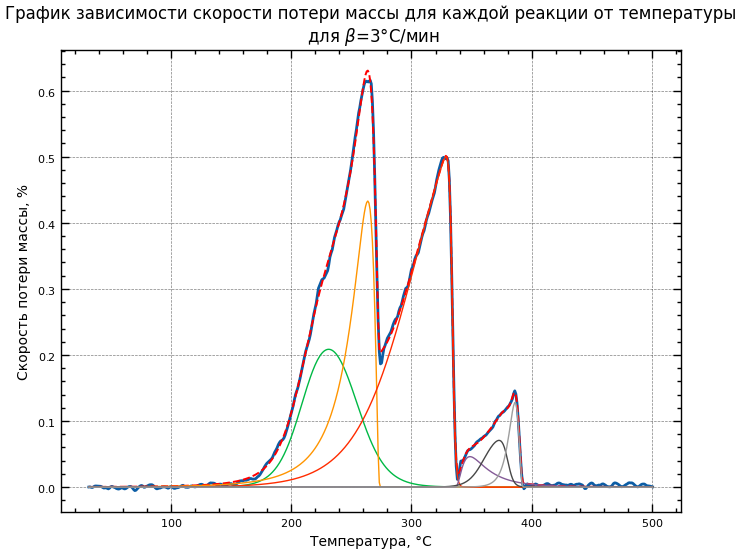 График зависимости скорости потери массы для каждой реакции от температуры
для β=3°C/мин
Скорость потери массы, %
0.6
0.5
0.4
0.3
0.2
0.1
0.0
100 200 300 400 500
Температура, °C